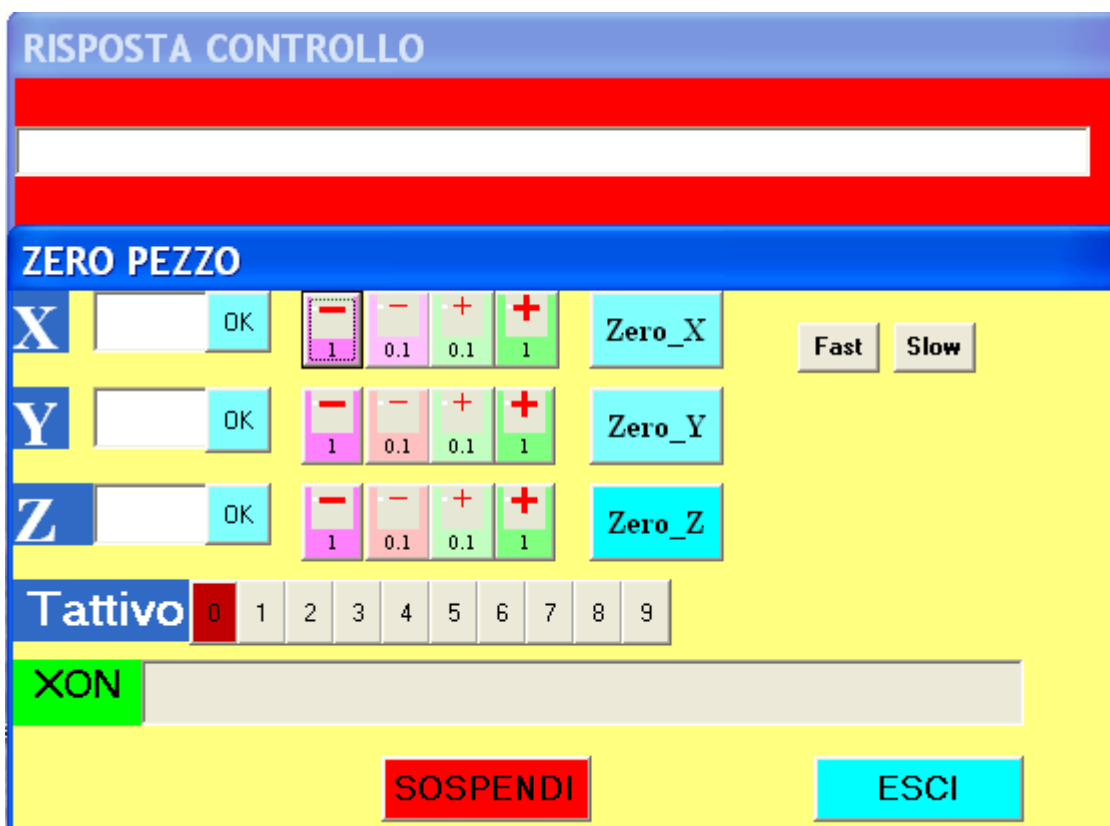 RISPOSTA CONTROLLO
ZERO PEZZO
X OK − 1 − 0.1 + 0.1 + 1 Zero_X Fast Slow
Y OK − 1 − 0.1 + 0.1 + 1 Zero_Y
Z OK − 1 − 0.1 + 0.1 + 1 Zero_Z
Tattivo 0 1 2 3 4 5 6 7 8 9
XON
SOSPENDI ESCI